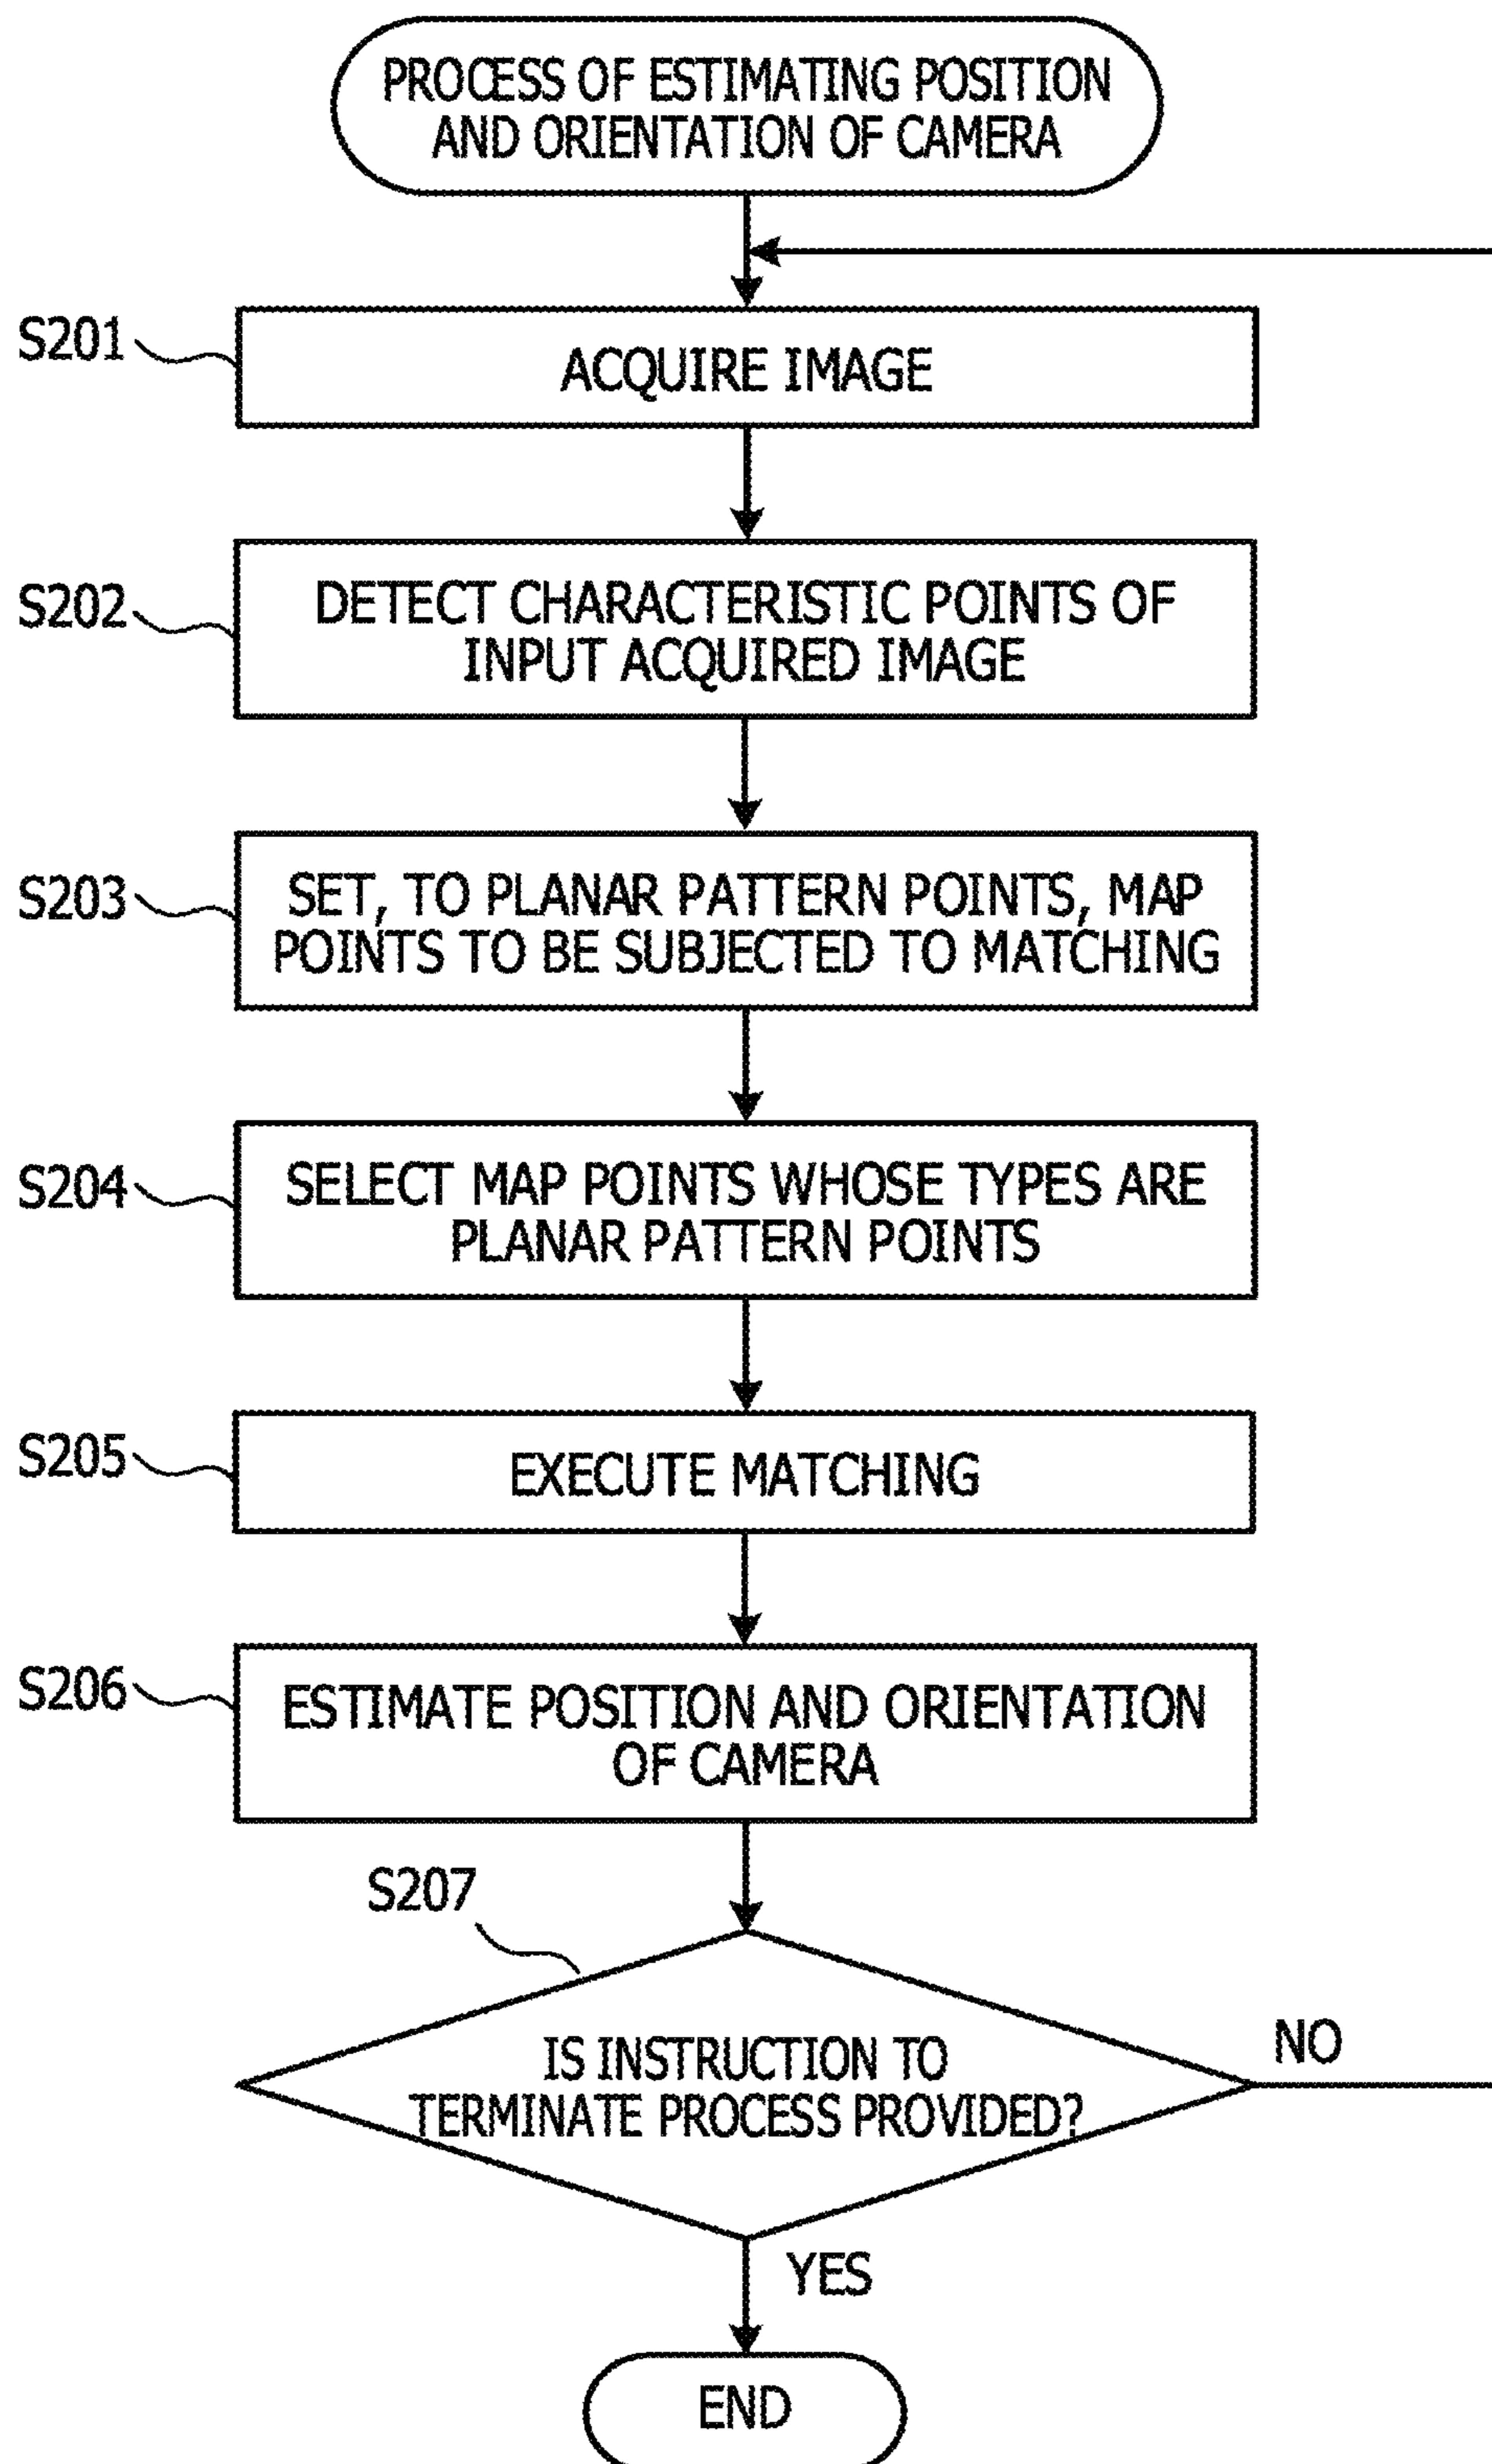 PROCESS OF ESTIMATING POSITION
AND ORIENTATION OF CAMERA
S201
ACQUIRE IMAGE
S202
DETECT CHARACTERISTIC POINTS OF
INPUT ACQUIRED IMAGE
S203
SET, TO PLANAR PATTERN POINTS, MAP
POINTS TO BE SUBJECTED TO MATCHING
S204
SELECT MAP POINTS WHOSE TYPES ARE
PLANAR PATTERN POINTS
S205
EXECUTE MATCHING
S206
ESTIMATE POSITION AND ORIENTATION
OF CAMERA
S207
IS INSTRUCTION TO
TERMINATE PROCESS PROVIDED?
NO
YES
END